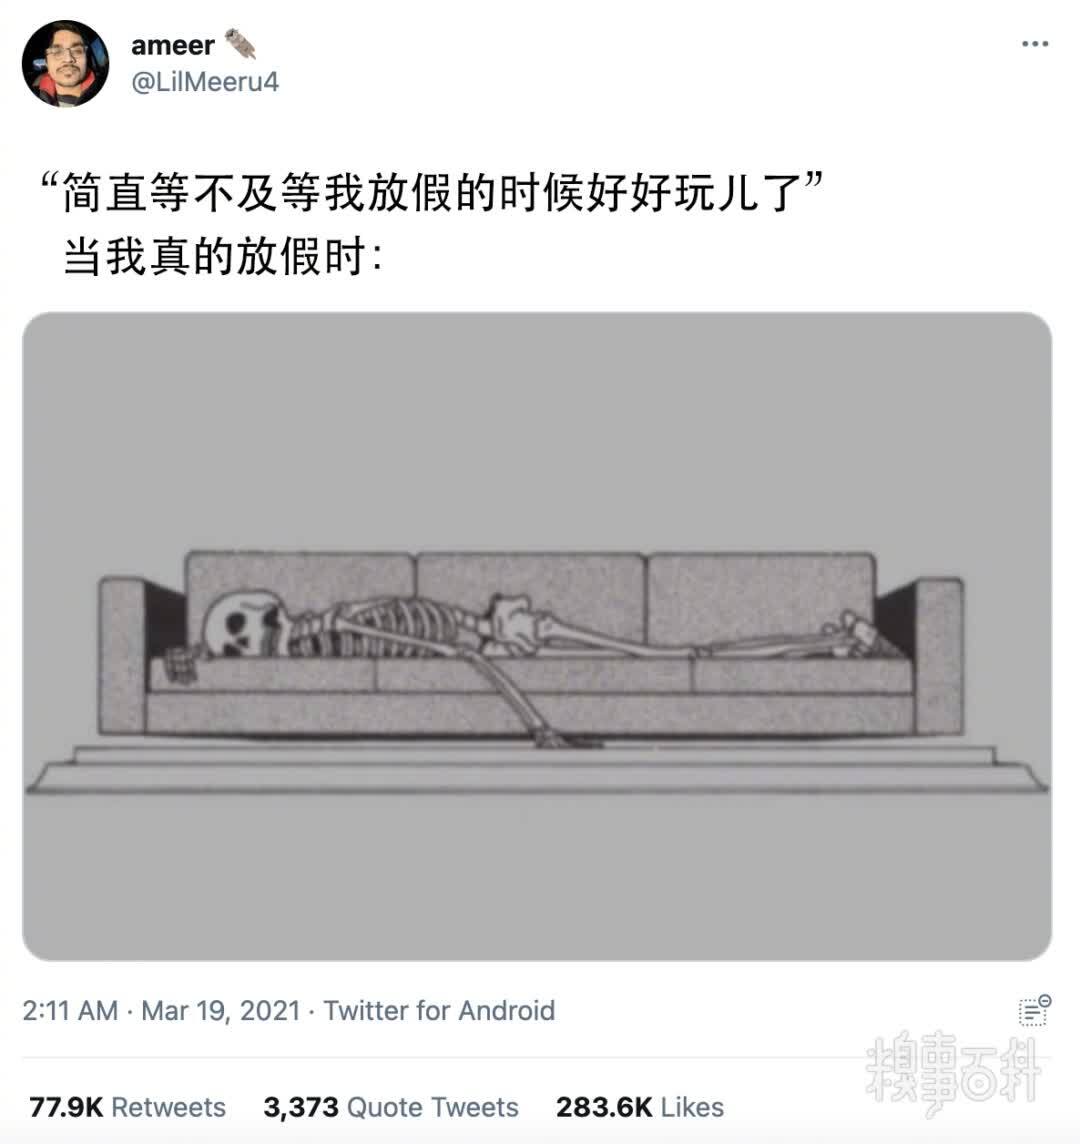 ameer
@LilMeeru4
“简直等不及等我放假的时候好好玩儿了”
当我真的放假时：
2:11 AM · Mar 19, 2021 · Twitter for Android
77.9K Retweets 3,373 Quote Tweets 283.6K Likes
糗事百科